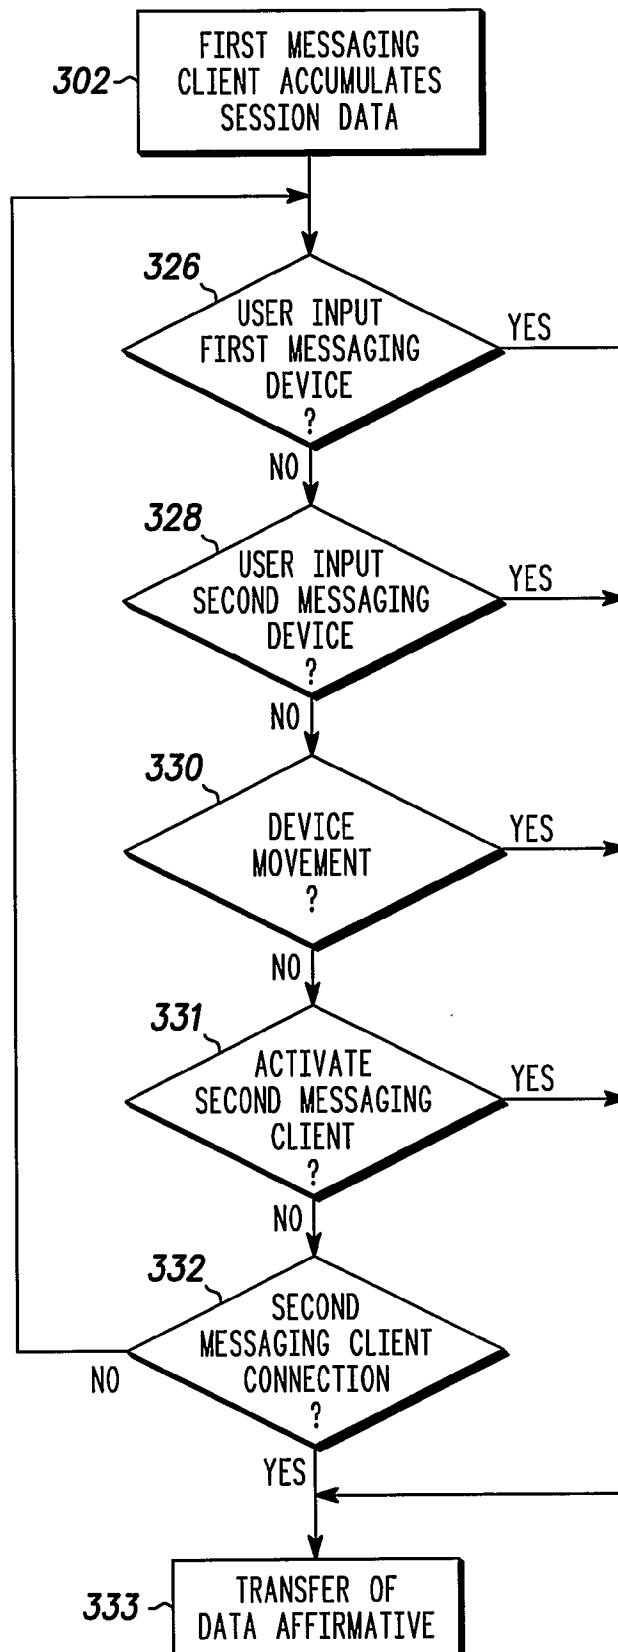 FIRST MESSAGING
302 CLIENT ACCUMULATES
SESSION DATA
326
USER INPUT
FIRST MESSAGING
DEVICE
?
YES
NO
328
USER INPUT
SECOND MESSAGING
DEVICE
?
YES
NO
330
DEVICE
MOVEMENT
?
YES
NO
331
ACTIVATE
SECOND MESSAGING
CLIENT
?
YES
NO
332
SECOND
MESSAGING CLIENT
CONNECTION
?
NO
YES
333
TRANSFER OF
DATA AFFIRMATIVE